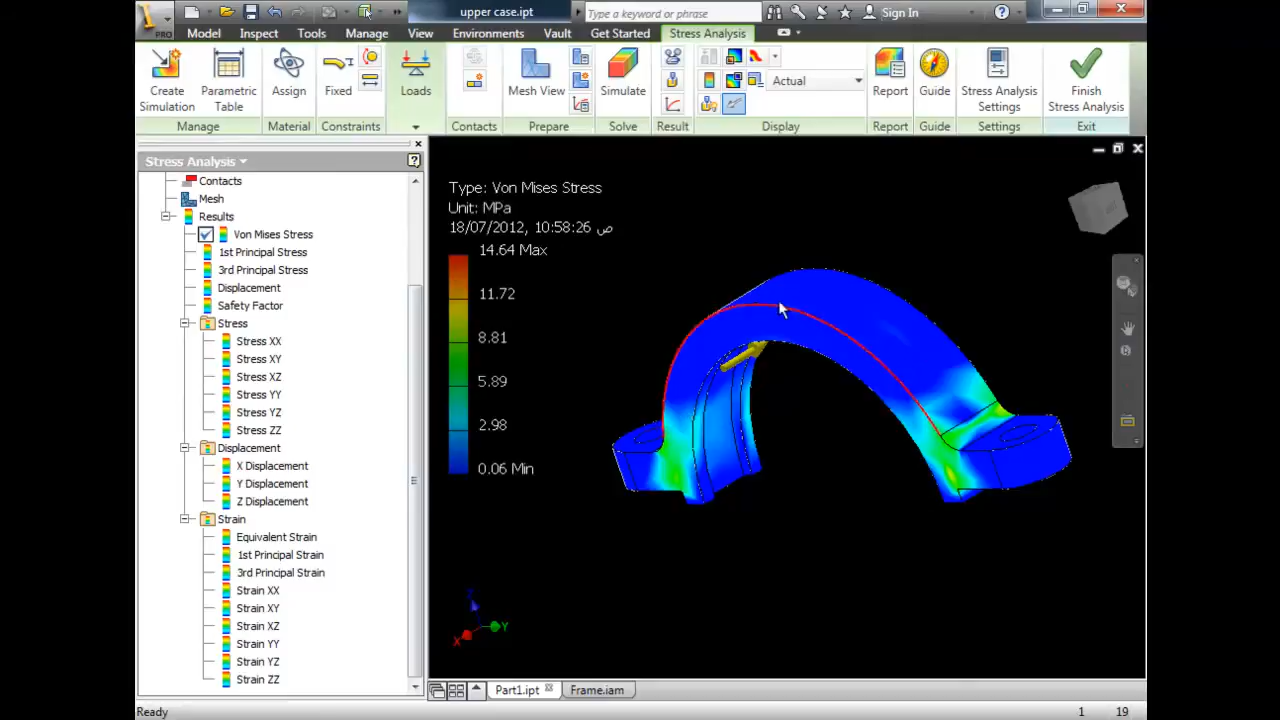 PRO
upper case.ipt
Type a keyword or phrase
Sign In
Model Inspect Tools Manage View Environments Vault Get Started Stress Analysis
Create Simulation
Parametric Table
Assign
Fixed
Loads
Mesh View
Simulate
Actual
Report
Guide
Stress Analysis Settings
Finish Stress Analysis
Manage Material Constraints Contacts Prepare Solve Result Display Report Guide Settings Exit
Stress Analysis
Contacts
Mesh
Results
Von Mises Stress
1st Principal Stress
3rd Principal Stress
Displacement
Safety Factor
Stress
Stress XX
Stress XY
Stress XZ
Stress YY
Stress YZ
Stress ZZ
Displacement
X Displacement
Y Displacement
Z Displacement
Strain
Equivalent Strain
1st Principal Strain
3rd Principal Strain
Strain XX
Strain XY
Strain XZ
Strain YY
Strain YZ
Strain ZZ
Type: Von Mises Stress
Unit: MPa
18/07/2012, 10:58:26 ص
14.64 Max
11.72
8.81
5.89
2.98
0.06 Min
Z
X
Y
Part1.ipt
Frame.iam
Ready
1 19